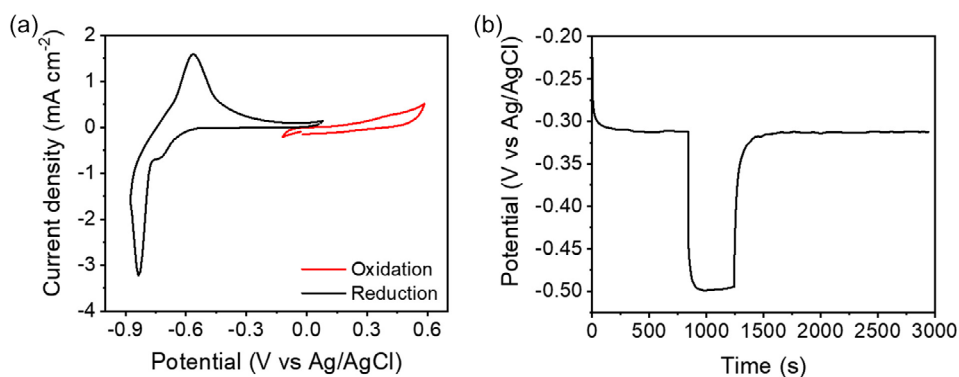 (a)
Current density (mA cm⁻²)
2
1
0
-1
-2
-3
-4
Oxidation
Reduction
-0.9 -0.6 -0.3 0.0 0.3 0.6
Potential (V vs Ag/AgCl)
(b)
Potential (V vs Ag/AgCl)
-0.20
-0.25
-0.30
-0.35
-0.40
-0.45
-0.50
0 500 1000 1500 2000 2500 3000
Time (s)